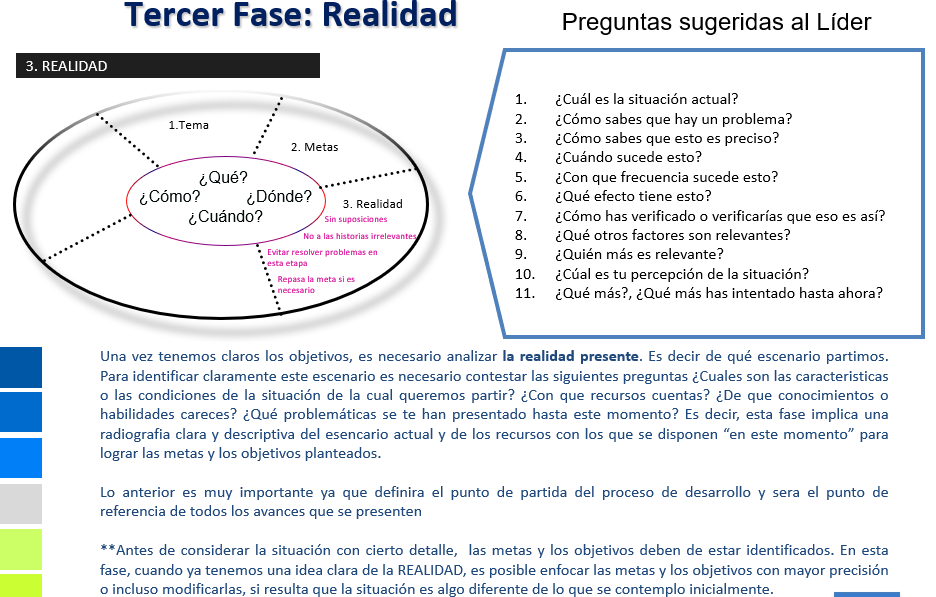 Tercer Fase: Realidad
Preguntas sugeridas al Líder
3. REALIDAD
1.Tema
2. Metas
¿Qué?
¿Cómo?
¿Dónde?
¿Cuándo?
3. Realidad
Sin suposiciones
No a las historias irrelevantes
Evitar resolver problemas en
esta etapa
Repasa la meta si es
necesario
1. ¿Cuál es la situación actual?
2. ¿Cómo sabes que hay un problema?
3. ¿Cómo sabes que esto es preciso?
4. ¿Cuándo sucede esto?
5. ¿Con que frecuencia sucede esto?
6. ¿Qué efecto tiene esto?
7. ¿Cómo has verificado o verificarías que eso es así?
8. ¿Qué otros factores son relevantes?
9. ¿Quién más es relevante?
10. ¿Cúal es tu percepción de la situación?
11. ¿Qué más?, ¿Qué más has intentado hasta ahora?
Una vez tenemos claros los objetivos, es necesario analizar la realidad presente. Es decir de qué escenario partimos.
Para identificar claramente este escenario es necesario contestar las siguientes preguntas ¿Cuales son las caracteristicas
o las condiciones de la situación de la cual queremos partir? ¿Con que recursos cuentas? ¿De que conocimientos o
habilidades careces? ¿Qué problemáticas se te han presentado hasta este momento? Es decir, esta fase implica una
radiografia clara y descriptiva del esencario actual y de los recursos con los que se disponen “en este momento” para
lograr las metas y los objetivos planteados.
Lo anterior es muy importante ya que definira el punto de partida del proceso de desarrollo y sera el punto de
referencia de todos los avances que se presenten
**Antes de considerar la situación con cierto detalle, las metas y los objetivos deben de estar identificados. En esta
fase, cuando ya tenemos una idea clara de la REALIDAD, es posible enfocar las metas y los objetivos con mayor precisión
o incluso modificarlas, si resulta que la situación es algo diferente de lo que se contemplo inicialmente.